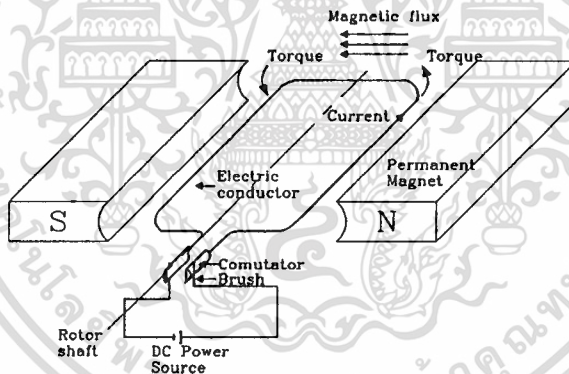 Magnetic flux
Torque
Torque
Current
Permanent
Magnet
Electric
conductor
S
N
Comutator
Brush
Rotor
shaft
DC Power
Source